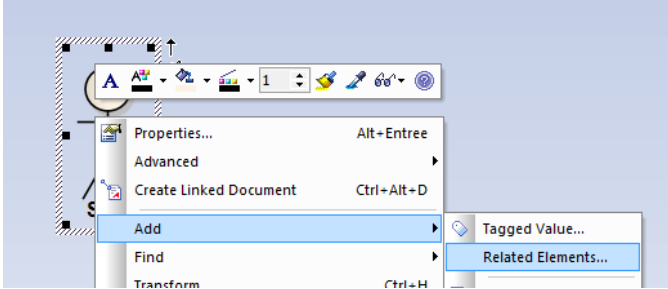 A A 1
Properties... Alt+Entree
Advanced
Create Linked Document Ctrl+Alt+D
S
Add Tagged Value...
Find Related Elements...
Transform Ctrl+H